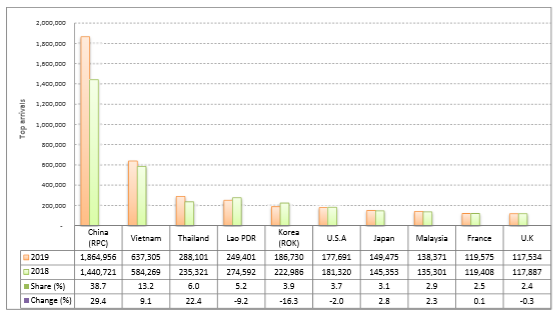 2,000,000
1,800,000
1,600,000
1,400,000
1,200,000
1,000,000
800,000
600,000
400,000
200,000
-
Top arrivals
China (RPC) Vietnam Thailand Lao PDR Korea (ROK) U.S.A Japan Malaysia France U.K
2019 1,864,956 637,305 288,101 249,401 186,730 177,691 149,475 138,371 119,575 117,534
2018 1,440,721 584,269 235,321 274,592 222,986 181,320 145,353 135,301 119,408 117,887
Share (%) 38.7 13.2 6.0 5.2 3.9 3.7 3.1 2.9 2.5 2.4
Change (%) 29.4 9.1 22.4 -9.2 -16.3 -2.0 2.8 2.3 0.1 -0.3